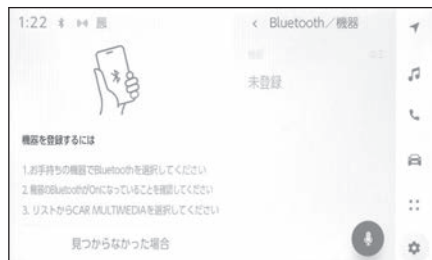 1:22
Bluetooth/機器
未登録
機器を登録するには
1.お手持ちの機器でBluetoothを選択してください
2.機器のBluetoothがOnになっていることを確認してください
3. リストからCAR MULTIMEDIAを選択してください
見つからなかった場合